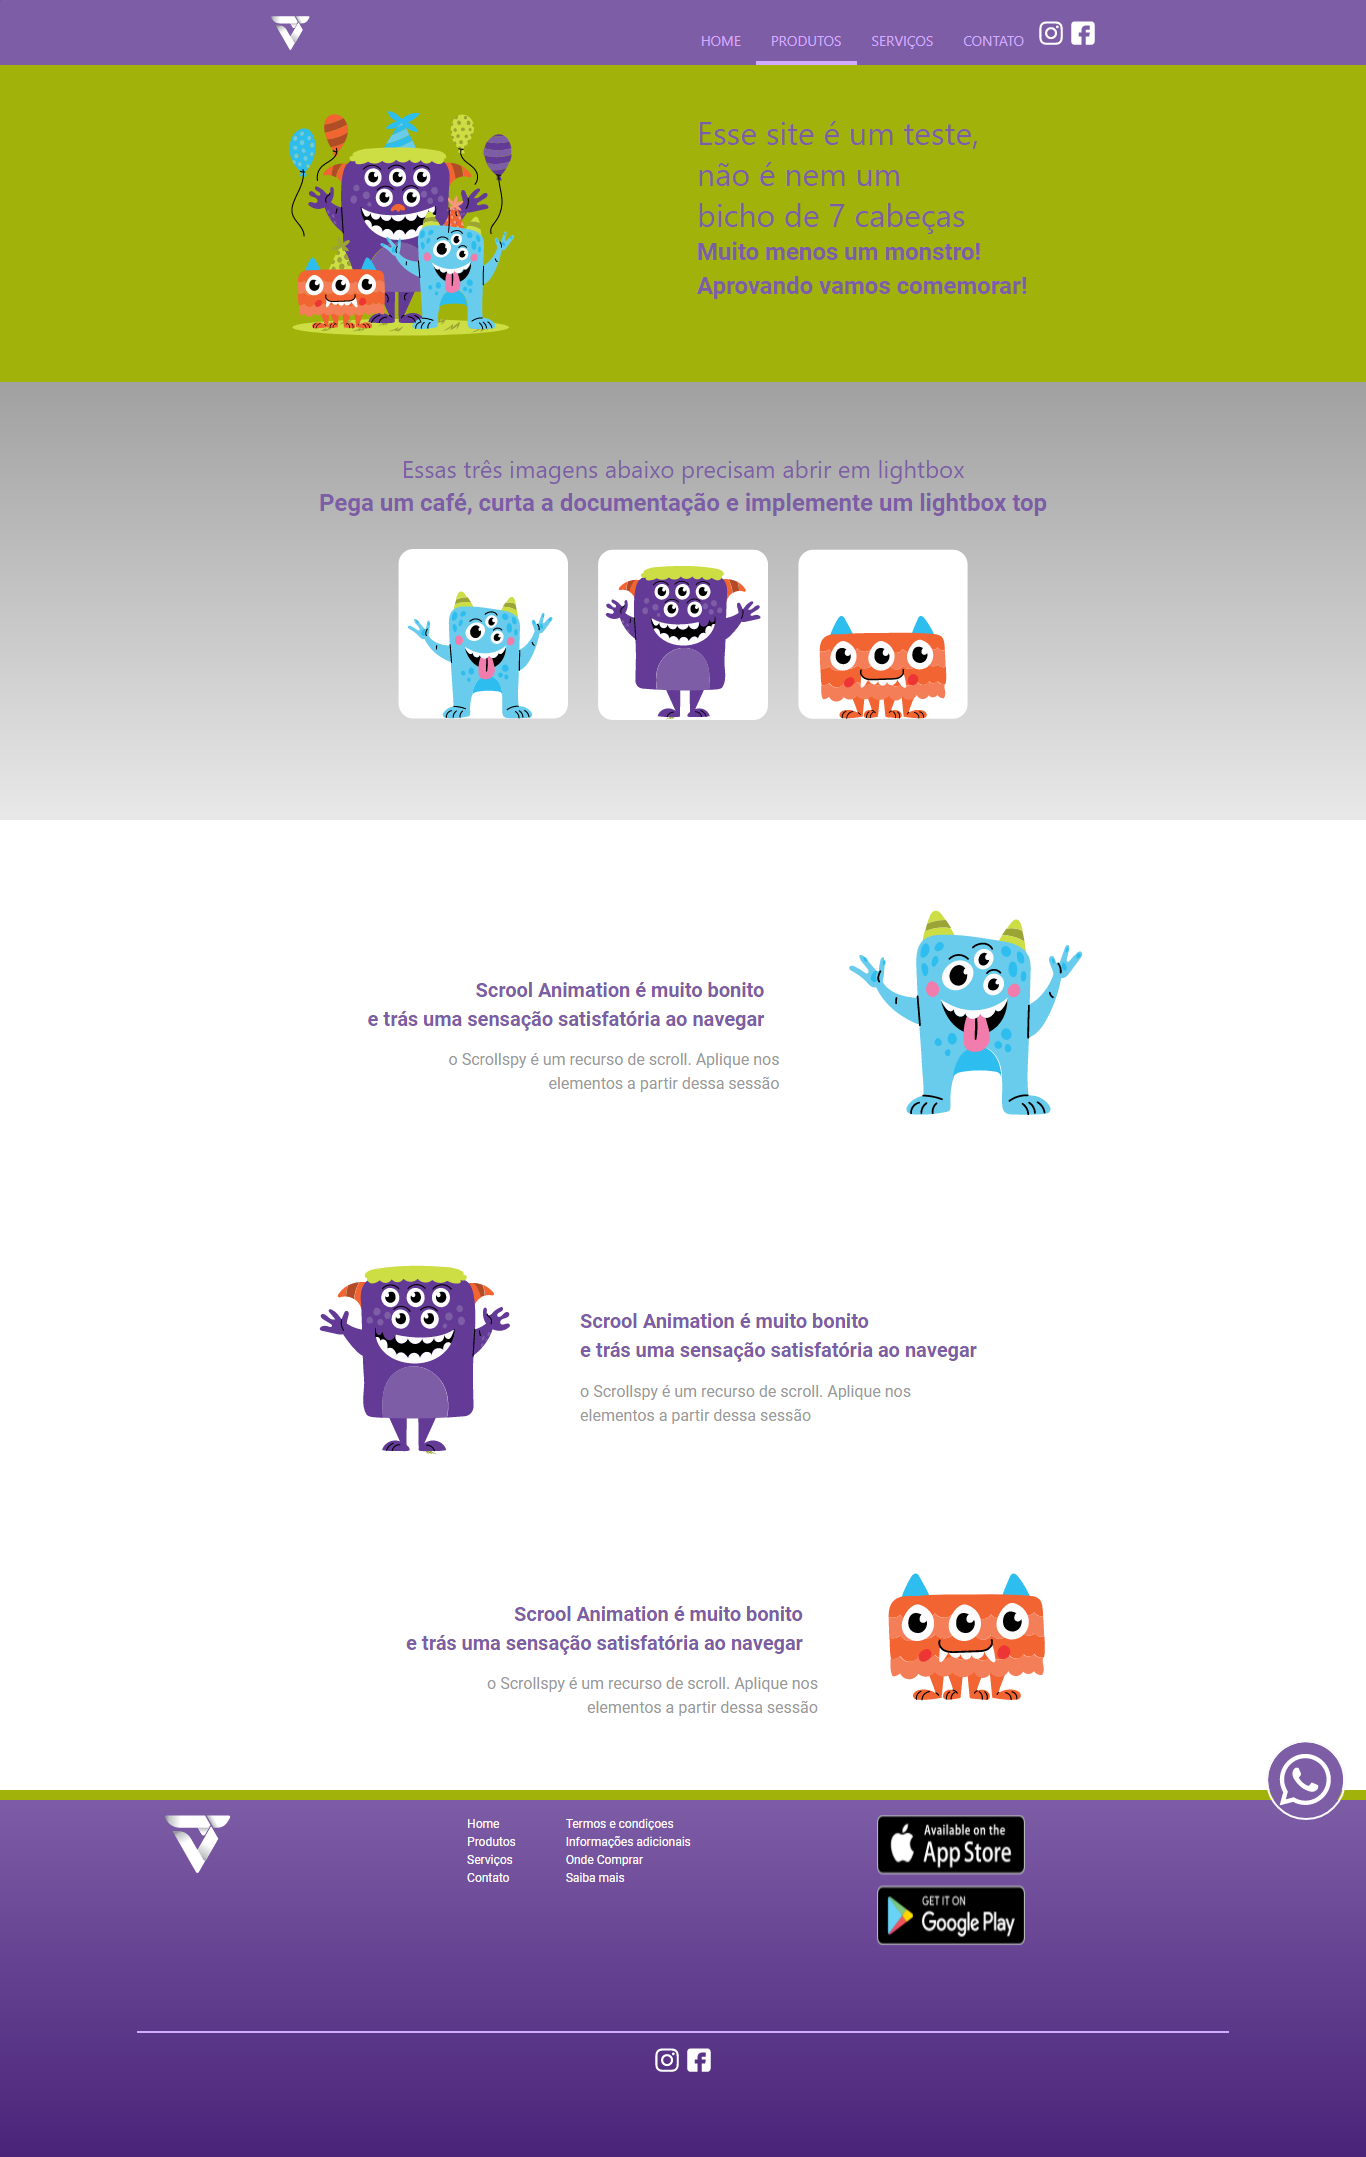 HOME PRODUTOS SERVIÇOS CONTATO
Esse site é um teste,
não é nem um
bicho de 7 cabeças
Muito menos um monstro!
Aprovando vamos comemorar!
Essas três imagens abaixo precisam abrir em lightbox
Pega um café, curta a documentação e implemente um lightbox top
Scrool Animation é muito bonito
e trás uma sensação satisfatória ao navegar
o Scrollspy é um recurso de scroll. Aplique nos
elementos a partir dessa sessão
Scrool Animation é muito bonito
e trás uma sensação satisfatória ao navegar
o Scrollspy é um recurso de scroll. Aplique nos
elementos a partir dessa sessão
Scrool Animation é muito bonito
e trás uma sensação satisfatória ao navegar
o Scrollspy é um recurso de scroll. Aplique nos
elementos a partir dessa sessão
Home
Produtos
Serviços
Contato
Termos e condiçoes
Informações adicionais
Onde Comprar
Saiba mais
Available on the
App Store
GET IT ON
Google Play